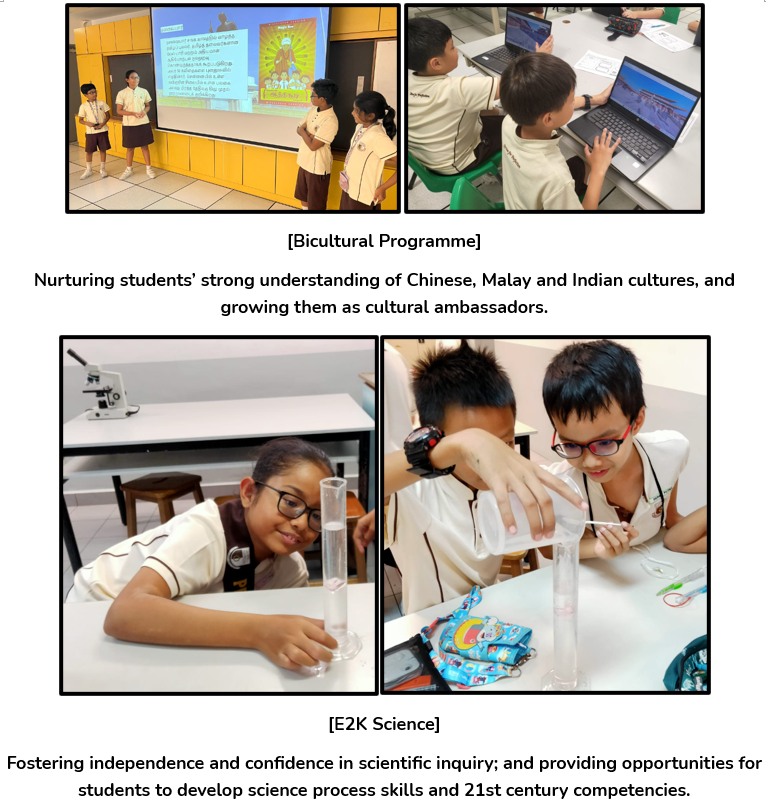 [Bicultural Programme]
Nurturing students’ strong understanding of Chinese, Malay and Indian cultures, and
growing them as cultural ambassadors.
[E2K Science]
Fostering independence and confidence in scientific inquiry; and providing opportunities for
students to develop science process skills and 21st century competencies.